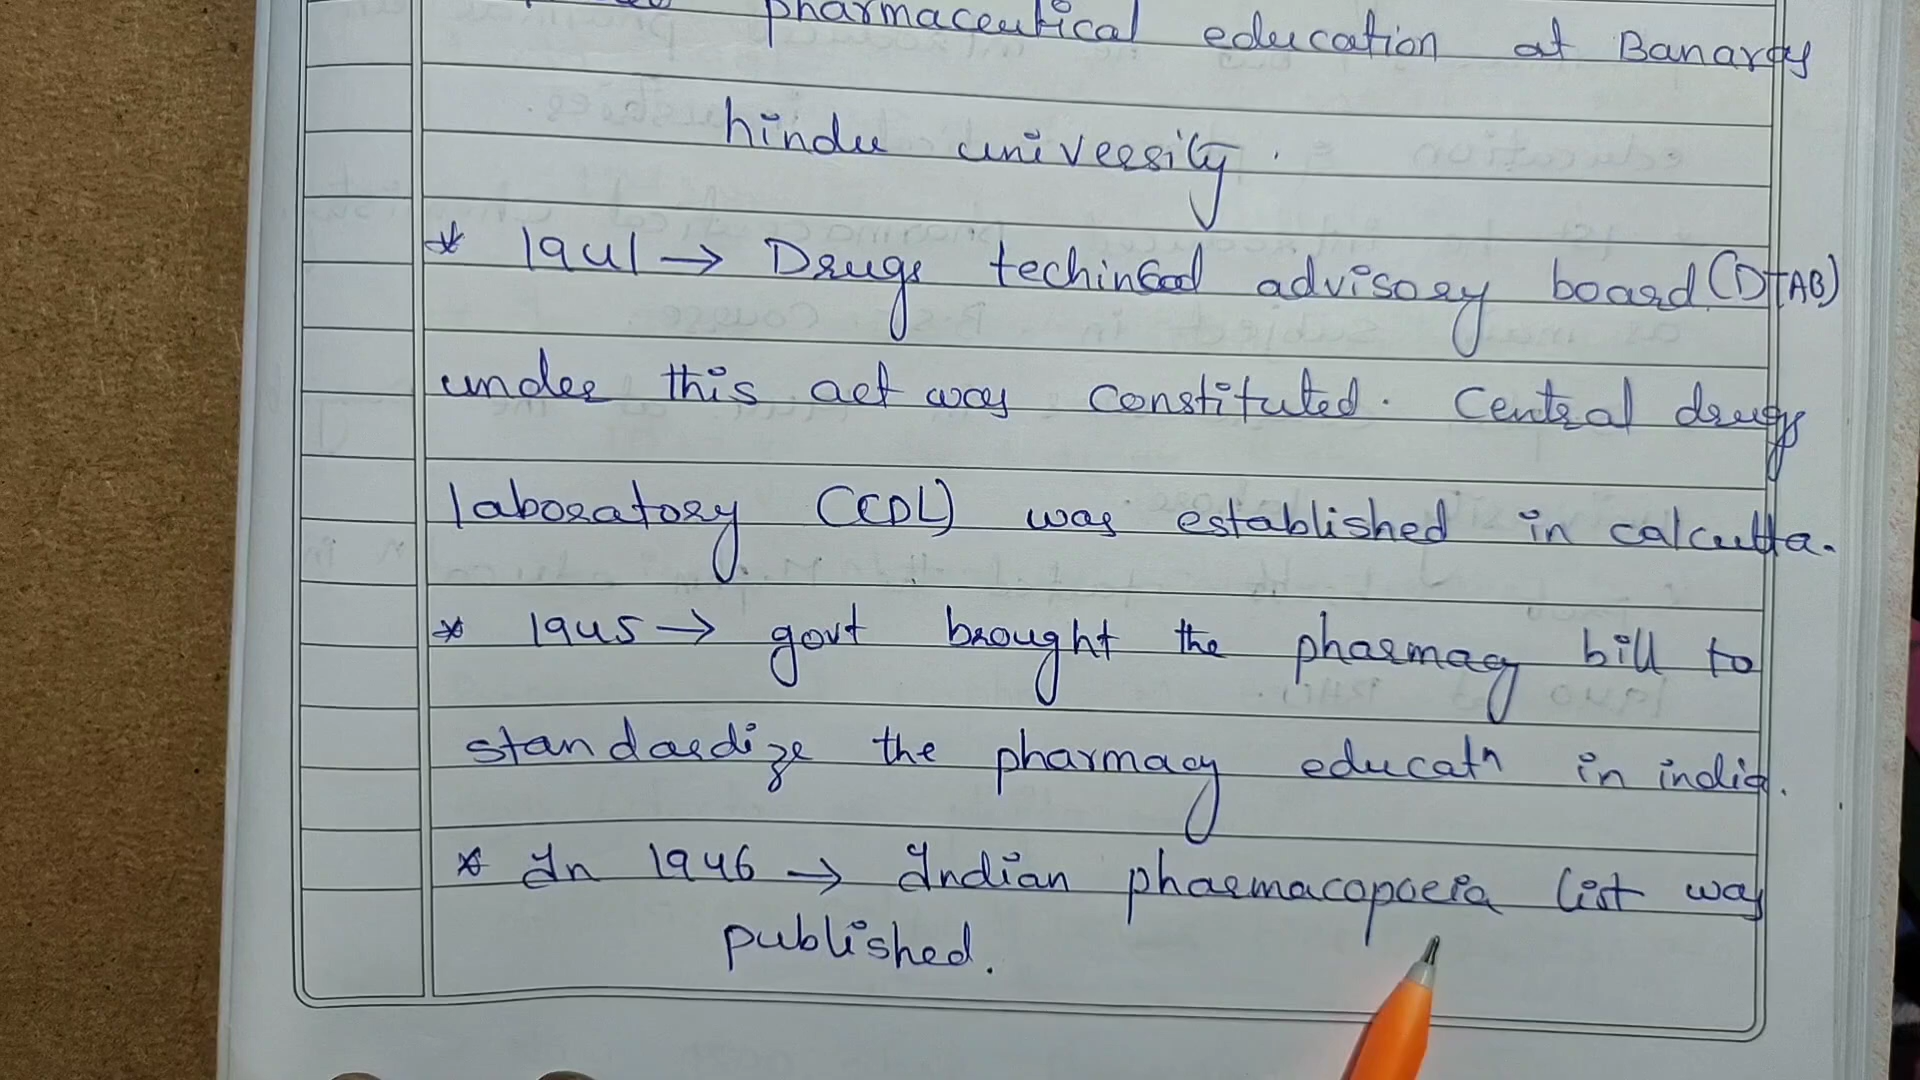 pharmaceutical education at Banaras
hindu university.
* 1941 → Drugs techincal advisory board (DTAB)
under this act was constituted. Central drugs
laboratory (CDL) was established in calcutta.
* 1945 → govt brought the pharmacy bill to
standardize the pharmacy educatn in india.
* In 1946 → Indian pharmacopoeia list was
published.